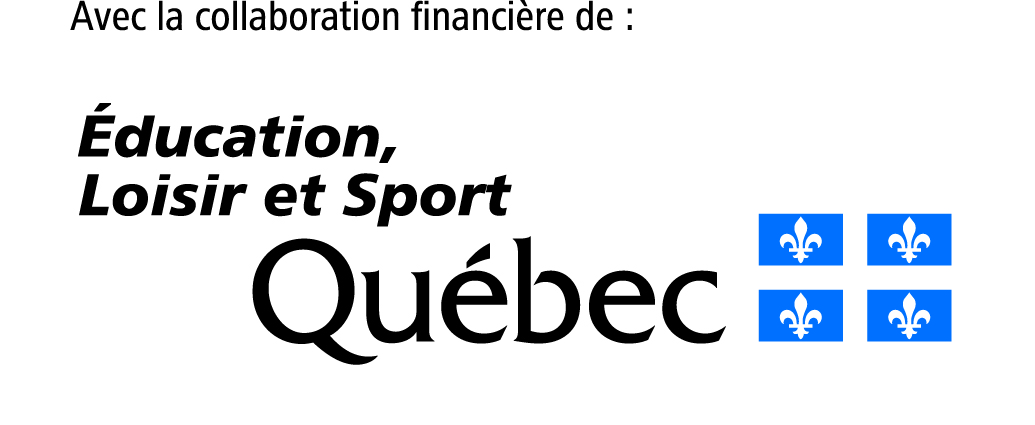 Avec la collaboration financière de :
Éducation,
Loisir et Sport
Québec